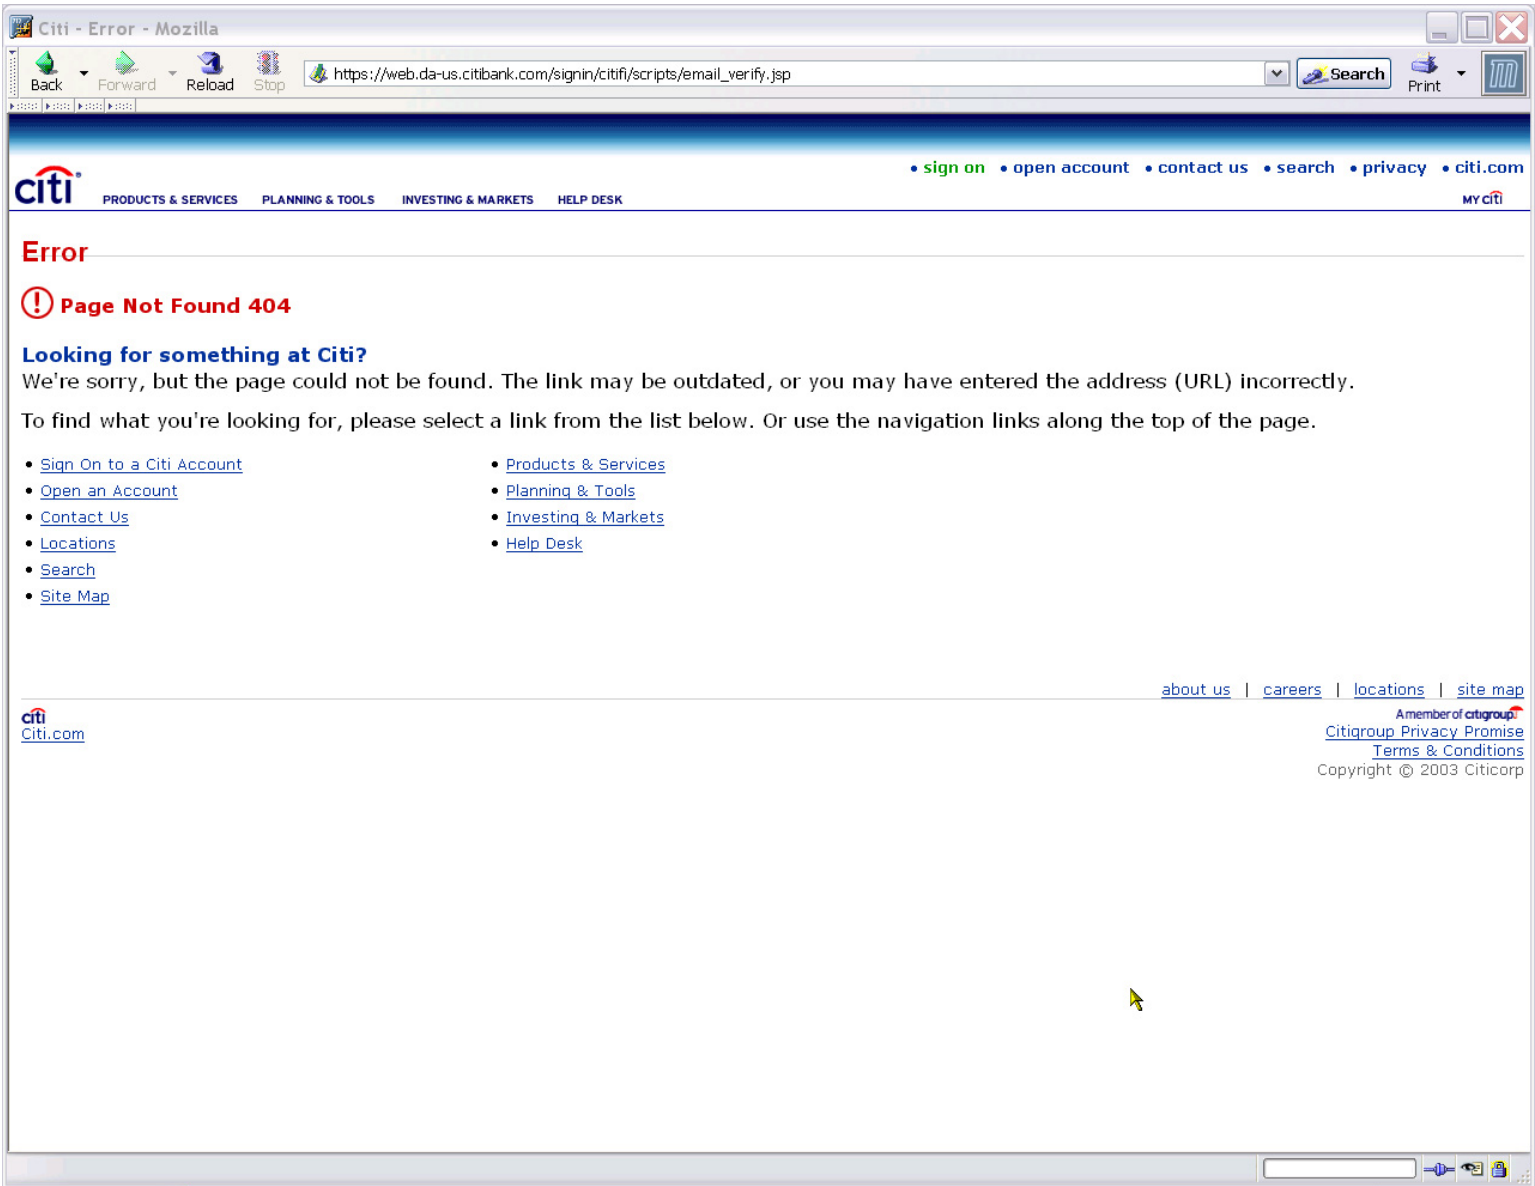 Citi - Error - Mozilla
Back Forward Reload Stop https://web.da-us.citibank.com/signin/citifi/scripts/email_verify.jsp Search Print
• sign on • open account • contact us • search • privacy • citi.com
citi PRODUCTS & SERVICES PLANNING & TOOLS INVESTING & MARKETS HELP DESK MY citi
Error
Page Not Found 404
Looking for something at Citi?
We're sorry, but the page could not be found. The link may be outdated, or you may have entered the address (URL) incorrectly.
To find what you're looking for, please select a link from the list below. Or use the navigation links along the top of the page.
• Sign On to a Citi Account
• Open an Account
• Contact Us
• Locations
• Search
• Site Map
• Products & Services
• Planning & Tools
• Investing & Markets
• Help Desk
about us | careers | locations | site map
citi
Citi.com
A member of citigroup
Citigroup Privacy Promise
Terms & Conditions
Copyright © 2003 Citicorp